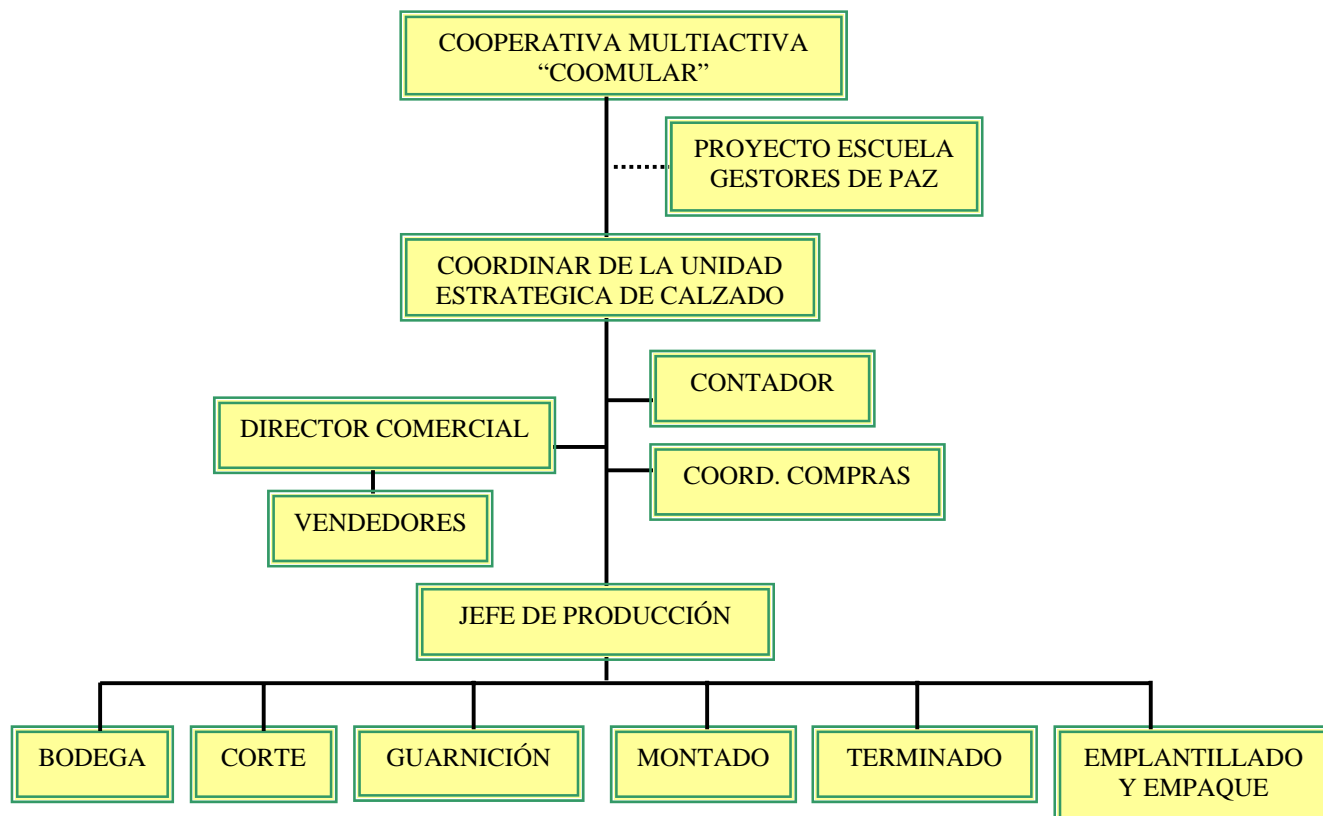 COOPERATIVA MULTIACTIVA
“COOMULAR”
PROYECTO ESCUELA
GESTORES DE PAZ
COORDINAR DE LA UNIDAD
ESTRATEGICA DE CALZADO
CONTADOR
DIRECTOR COMERCIAL
COORD. COMPRAS
VENDEDORES
JEFE DE PRODUCCIÓN
BODEGA
CORTE
GUARNICIÓN
MONTADO
TERMINADO
EMPLANTILLADO
Y EMPAQUE